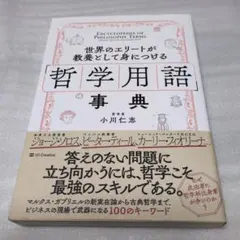 ENCYCLOPEDIA OF
PHILOSOPHY TERMS
世界のエリートが
教養として身につける
「哲学用語」
事典
小川仁志
ジョージ・ソロス、ピーター・ティール、カーリー・フィオリーナ
答えのない問題に
立ち向かうには、哲学こそ
最強のスキルである。
マルクス・ガブリエルの新実在論から古典哲学まで、
ビジネスの現場で武器になる100のキーワード